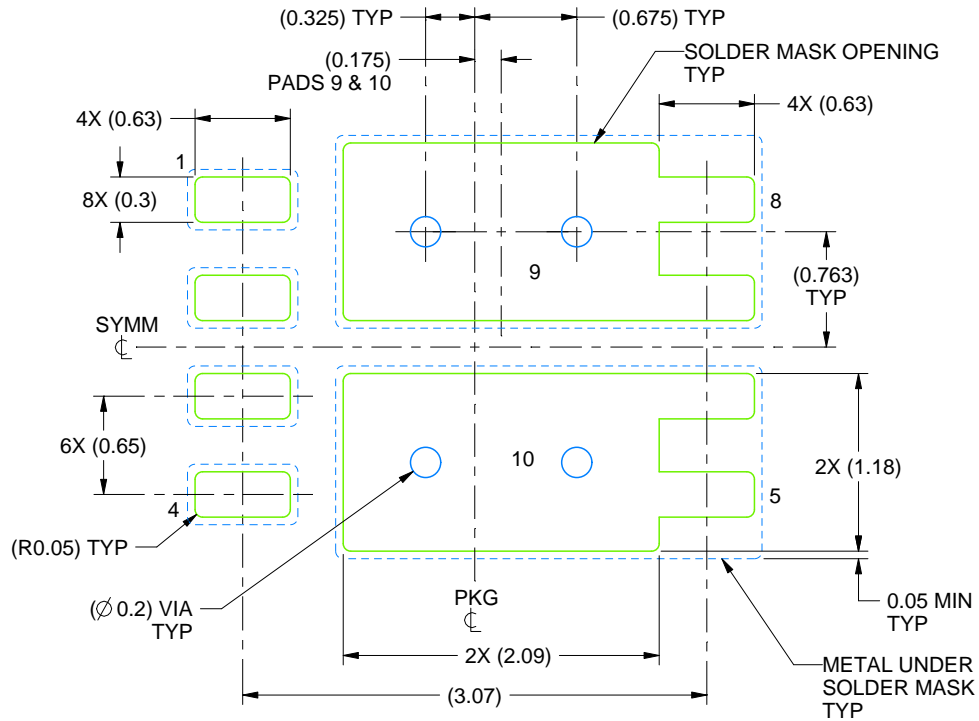 (0.325) TYP
(0.675) TYP
(0.175)
PADS 9 & 10
SOLDER MASK OPENING
TYP
4X (0.63)
4X (0.63)
1
8X (0.3)
8
9
(0.763)
TYP
SYMM
℄
6X (0.65)
10
2X (1.18)
4
5
(R0.05) TYP
(∅ 0.2) VIA
TYP
PKG
℄
0.05 MIN
TYP
2X (2.09)
METAL UNDER
SOLDER MASK
TYP
(3.07)